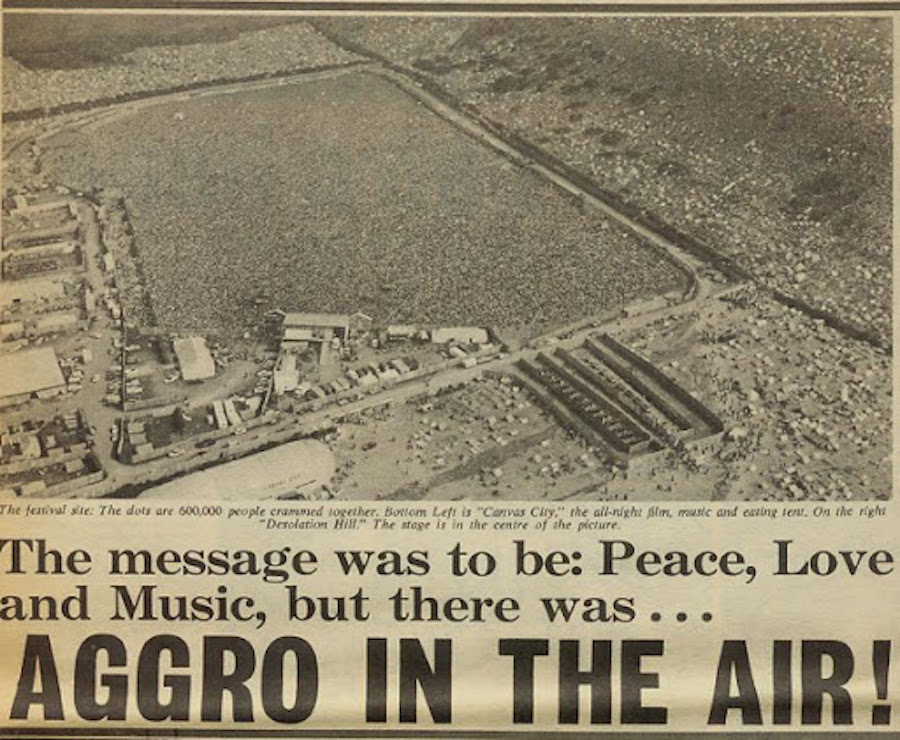 The festival site: The dots are 600,000 people crammed together. Bottom Left is "Canvas City," the all-night film, music and eating tent. On the right
"Desolation Hill." The stage is in the centre of the picture.
The message was to be: Peace, Love
and Music, but there was...
AGGRO IN THE AIR!